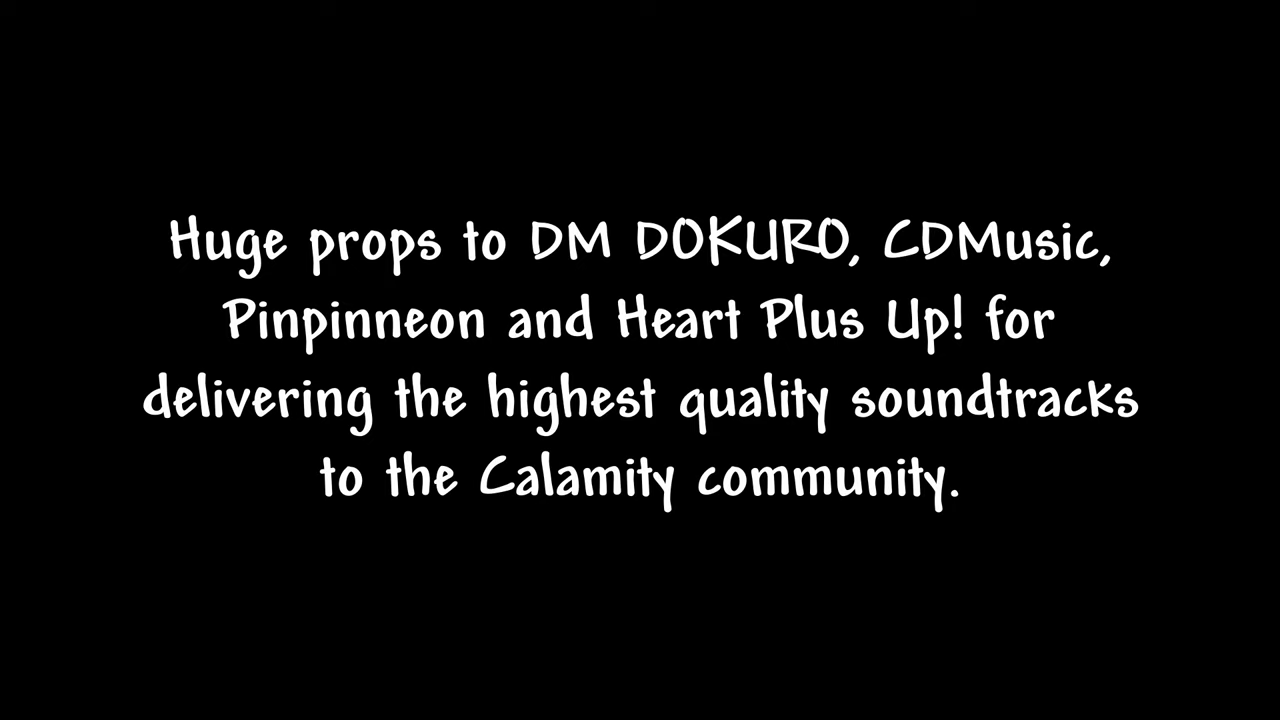 Huge props to DM DOKURO, CDMusic,
Pinpinneon and Heart Plus Up! for
delivering the highest quality soundtracks
to the Calamity community.